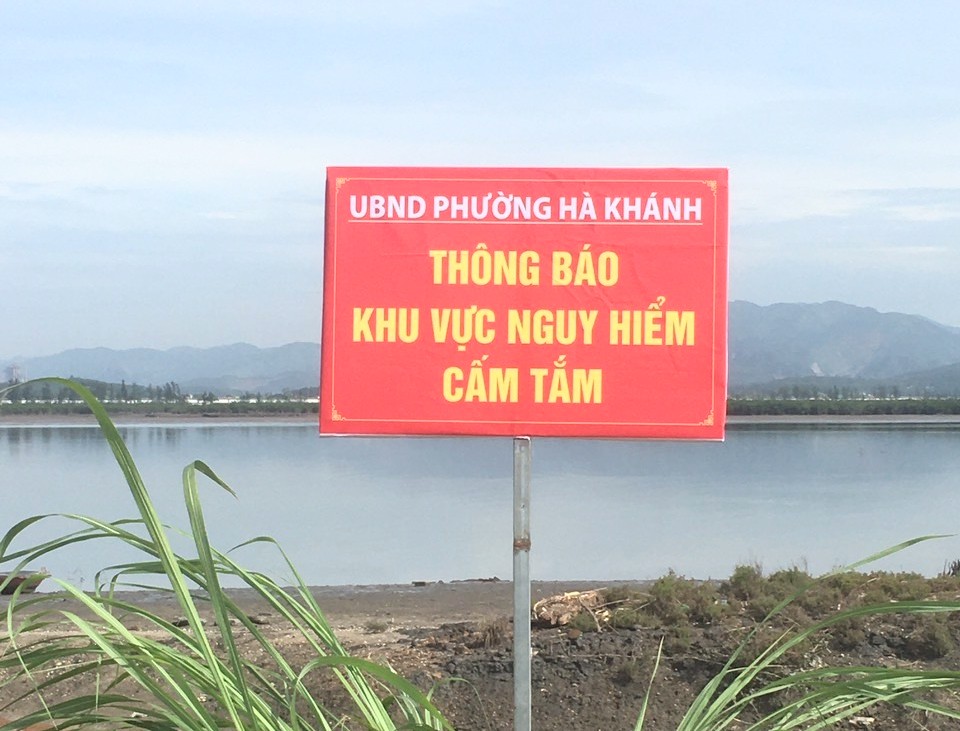 UBND PHƯỜNG HÀ KHÁNH
THÔNG BÁO
KHU VỰC NGUY HIỂM
CẤM TẮM